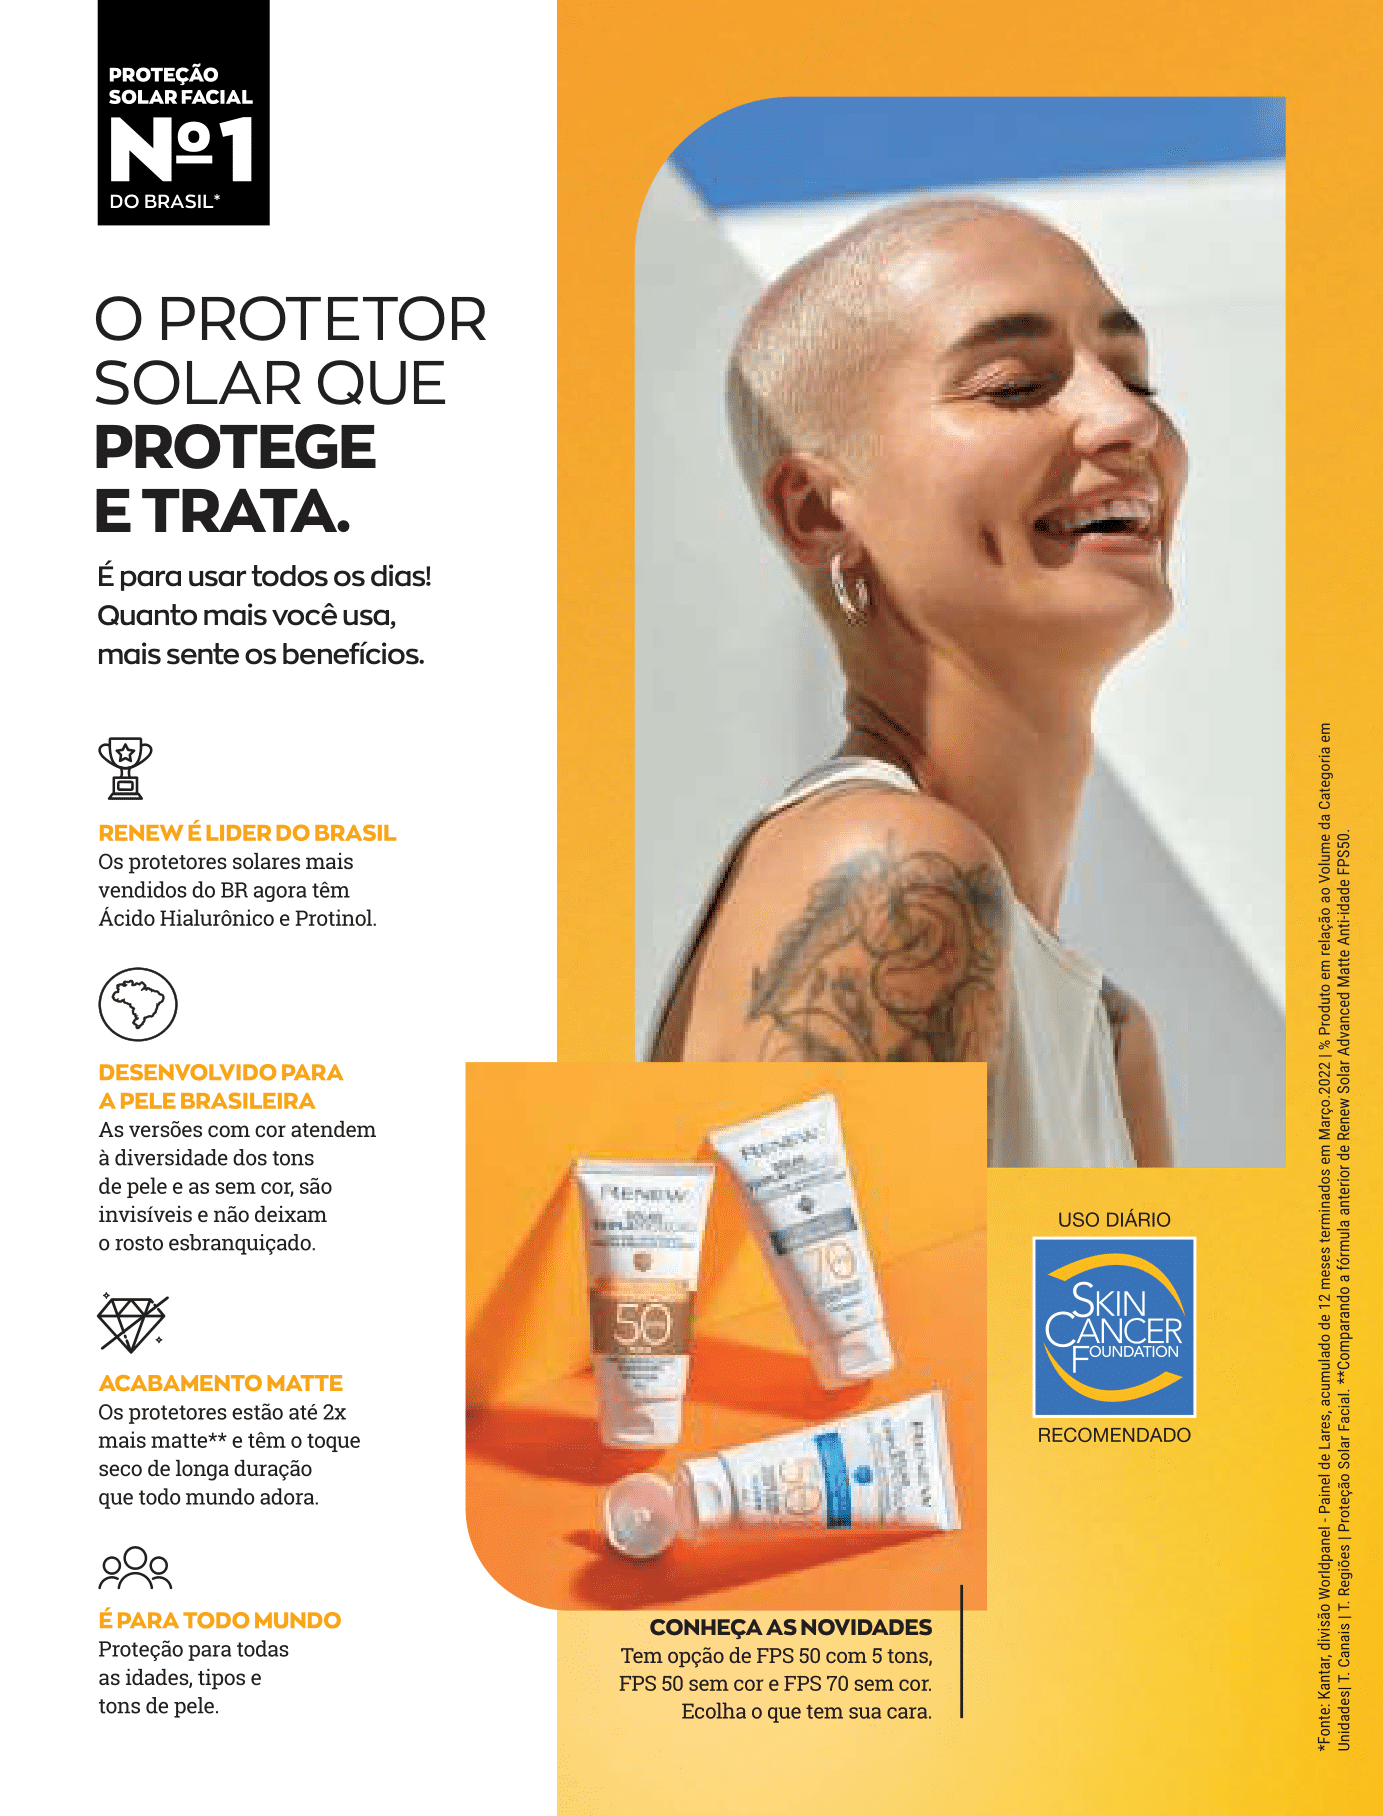 PROTEÇÃO
SOLAR FACIAL
Nº1
DO BRASIL*
O PROTETOR
SOLAR QUE
PROTEGE
E TRATA.
É para usar todos os dias!
Quanto mais você usa,
mais sente os benefícios.
RENEW É LIDER DO BRASIL
Os protetores solares mais
vendidos do BR agora têm
Ácido Hialurônico e Protinol.
DESENVOLVIDO PARA
A PELE BRASILEIRA
As versões com cor atendem
à diversidade dos tons
de pele e as sem cor, são
invisíveis e não deixam
o rosto esbranquiçado.
ACABAMENTO MATTE
Os protetores estão até 2x
mais matte** e têm o toque
seco de longa duração
que todo mundo adora.
É PARA TODO MUNDO
Proteção para todas
as idades, tipos e
tons de pele.
RENEW
SOLAR
50
RENEW
SOLAR
70
RENEW
50
CONHEÇA AS NOVIDADES
Tem opção de FPS 50 com 5 tons,
FPS 50 sem cor e FPS 70 sem cor.
Ecolha o que tem sua cara.
USO DIÁRIO
SKIN
CANCER
FOUNDATION
RECOMENDADO
*Fonte: Kantar, divisão Worldpanel - Painel de Lares, acumulado de 12 meses terminados em Março.2022 | % Produto em relação ao Volume da Categoria em
Unidades| T. Canais | T. Regiões | Proteção Solar Facial. **Comparando a fórmula anterior de Renew Solar Advanced Matte Anti-idade FPS50.